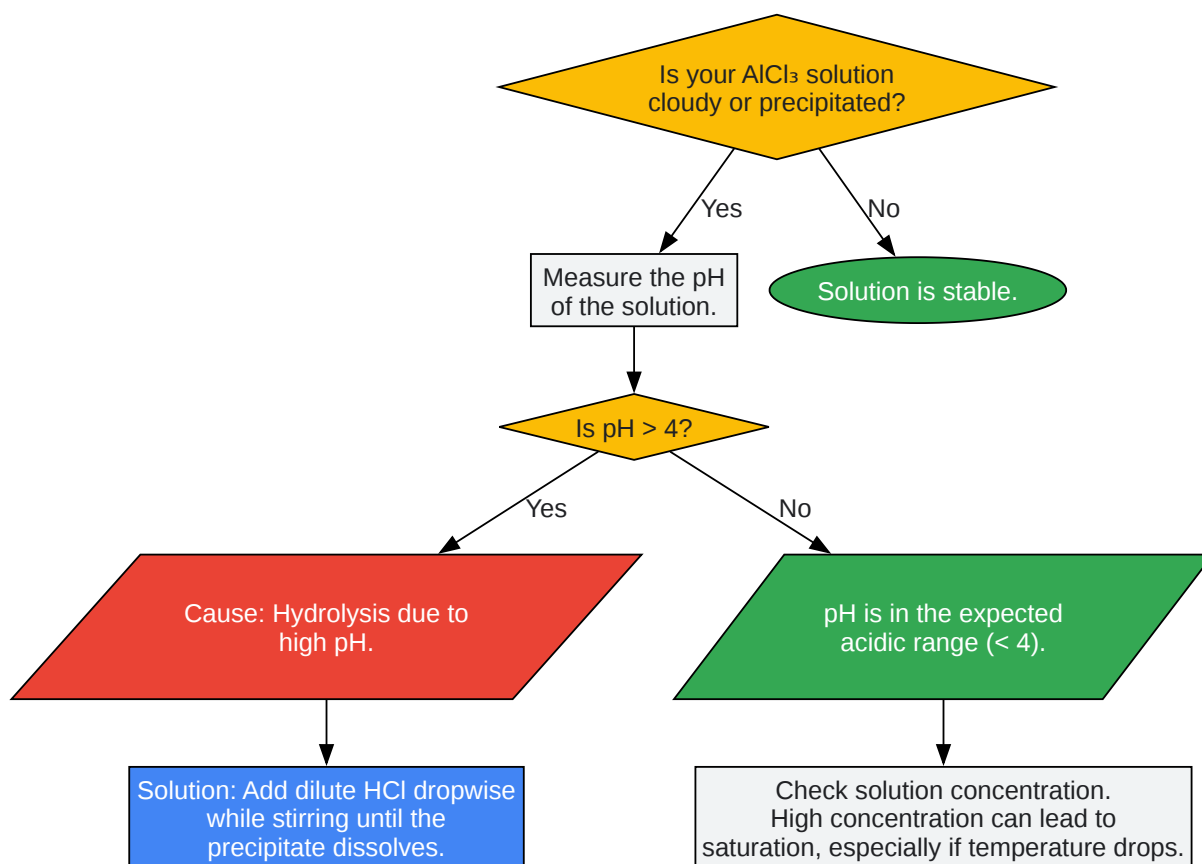 Is your AlCl₃ solution
cloudy or precipitated?
Yes
No
Measure the pH
of the solution.
Solution is stable.
Is pH > 4?
Yes
No
Cause: Hydrolysis due to
high pH.
pH is in the expected
acidic range (< 4).
Solution: Add dilute HCl dropwise
while stirring until the
precipitate dissolves.
Check solution concentration.
High concentration can lead to
saturation, especially if temperature drops.